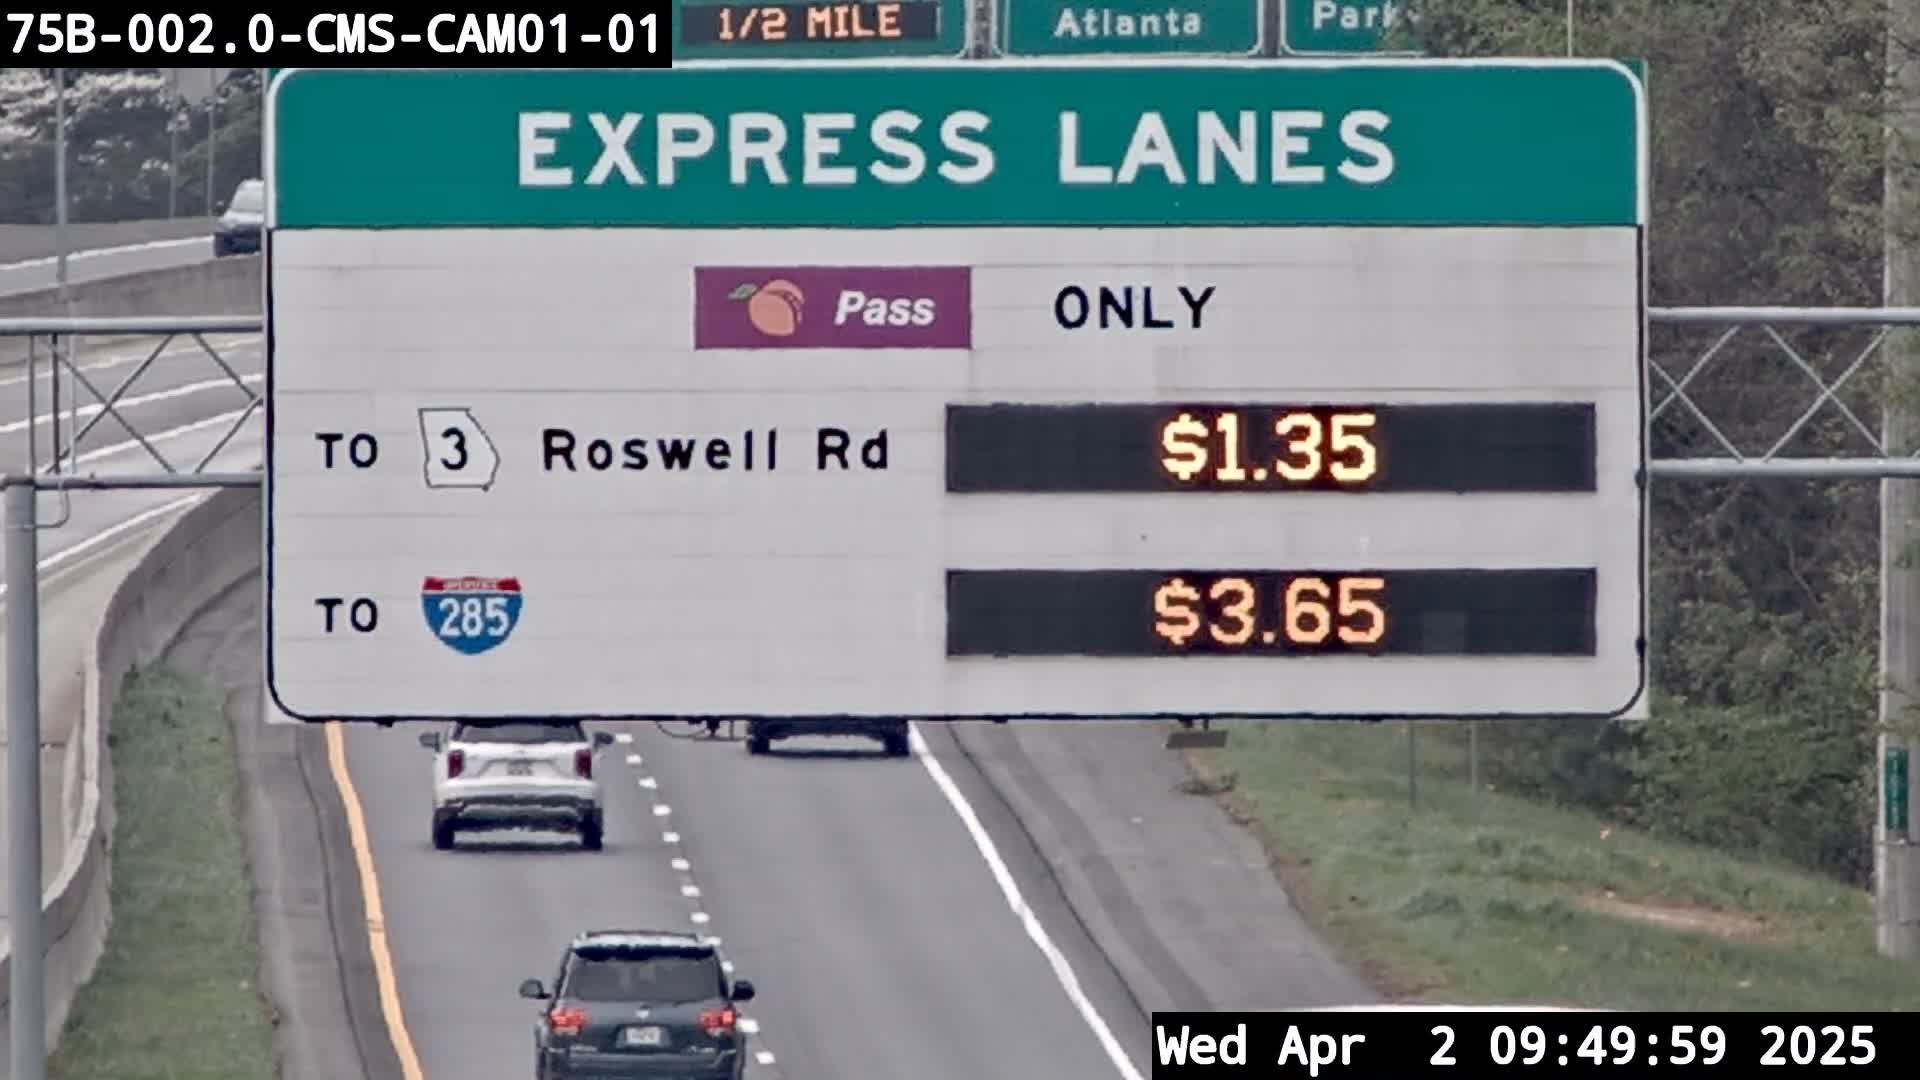 75B-002.0-CMS-CAM01-01
1/2 MILE
Atlanta
Park
EXPRESS LANES
Pass ONLY
TO 3 Roswell Rd $1.35
TO 285 $3.65
Wed Apr 2 09:49:59 2025